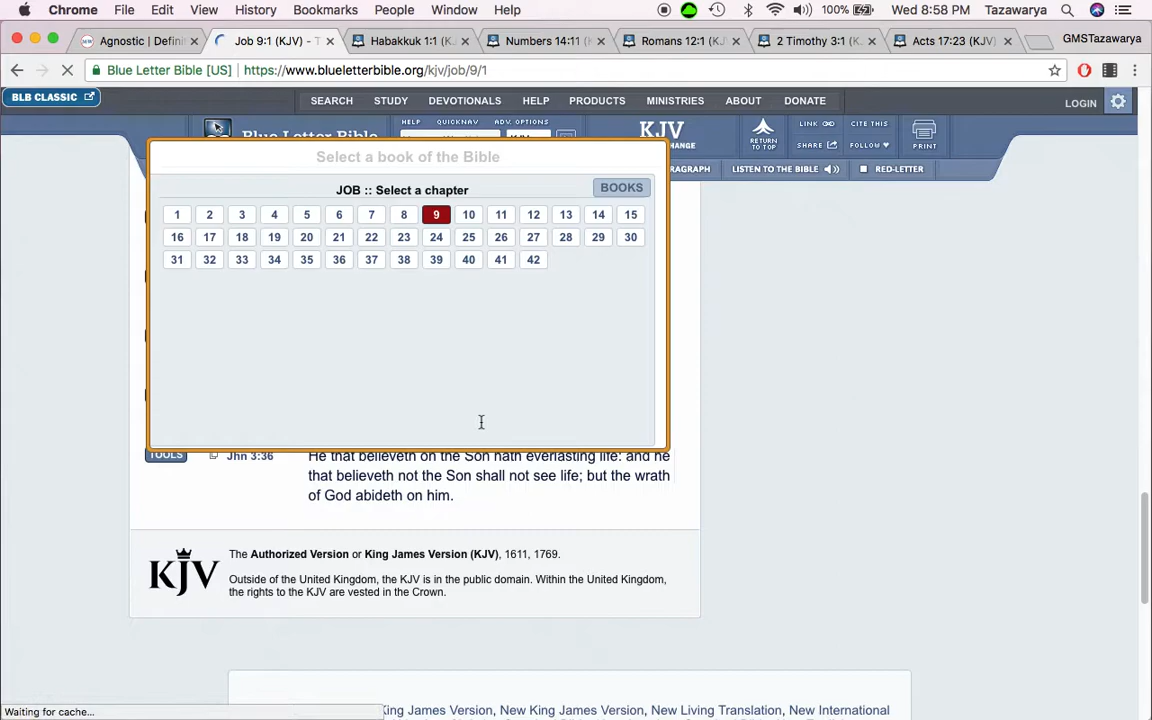 Chrome File Edit View History Bookmarks People Window Help 100% Wed 8:58 PM Tazawarya
Agnostic | Defini Job 9:1 (KJV) - T Habakkuk 1:1 (KJ Numbers 14:11 ( Romans 12:1 (KJ 2 Timothy 3:1 (K Acts 17:23 (KJV) GMSTazawarya
Blue Letter Bible [US] https://www.blueletterbible.org/kjv/job/9/1
BLB CLASSIC SEARCH STUDY DEVOTIONALS HELP PRODUCTS MINISTRIES ABOUT DONATE LOGIN
HELP QUICKNAV ADV. OPTIONS LINK CITE THIS
Blue Letter Bible KJV CHANGE RETURN TO TOP SHARE FOLLOW PRINT
RAGRAPH LISTEN TO THE BIBLE RED-LETTER
Select a book of the Bible
JOB :: Select a chapter BOOKS
1 2 3 4 5 6 7 8 9 10 11 12 13 14 15
16 17 18 19 20 21 22 23 24 25 26 27 28 29 30
31 32 33 34 35 36 37 38 39 40 41 42
TOOLS Jhn 3:36 He that believeth on the Son hath everlasting life: and he
that believeth not the Son shall not see life; but the wrath
of God abideth on him.
KJV
The Authorized Version or King James Version (KJV), 1611, 1769.
Outside of the United Kingdom, the KJV is in the public domain. Within the United Kingdom,
the rights to the KJV are vested in the Crown.
Waiting for cache...
King James Version, New King James Version, New Living Translation, New International